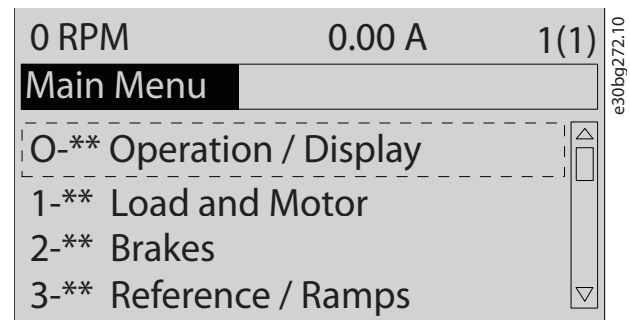 0 RPM 0.00 A 1(1)
Main Menu
O-** Operation / Display
1-** Load and Motor
2-** Brakes
3-** Reference / Ramps
e30bg272.10